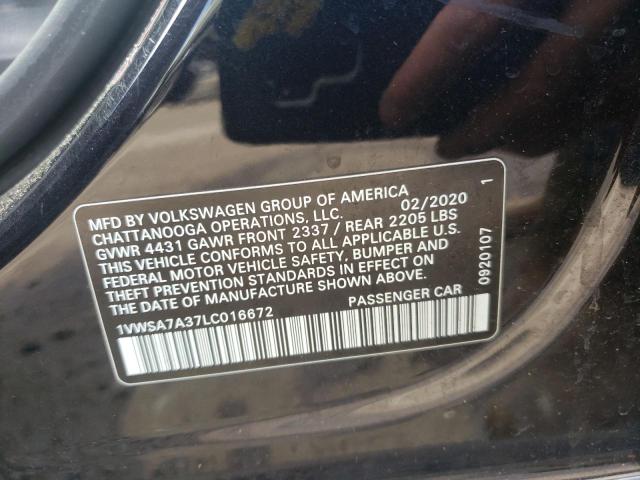 MFD BY VOLKSWAGEN GROUP OF AMERICA
CHATTANOOGA OPERATIONS, LLC. 02/2020 1
GVWR 4431 GAWR FRONT 2337 / REAR 2205 LBS
THIS VEHICLE CONFORMS TO ALL APPLICABLE U.S.
FEDERAL MOTOR VEHICLE SAFETY, BUMPER AND
THEFT PREVENTION STANDARDS IN EFFECT ON
THE DATE OF MANUFACTURE SHOWN ABOVE.
1VWSA7A37LC016672 PASSENGER CAR
0920107